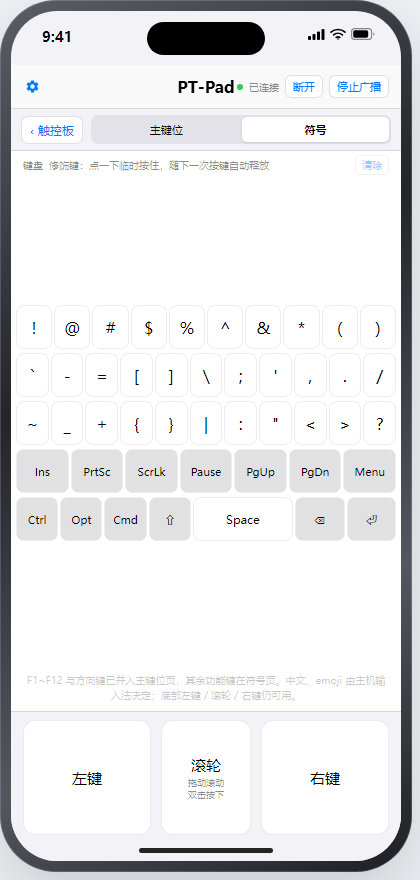 9:41
PT-Pad 已连接 断开 停止广播
‹ 触控板 主键位 符号
键盘 修饰键：点一下临时按住，随下一次按键自动释放 清除
! @ # $ % ^ & * ( )
` - = [ ] \ ; ' , . /
~ _ + { } | : " < > ?
Ins PrtSc ScrLk Pause PgUp PgDn Menu
Ctrl Opt Cmd ⇧ Space ⌫ ⏎
F1~F12 与方向键已并入主键位页，其余功能键在符号页。中文、emoji 由主机输
入法决定；底部左键 / 滚轮 / 右键仍可用。
左键 滚轮 右键
拖动滚动
双击按下